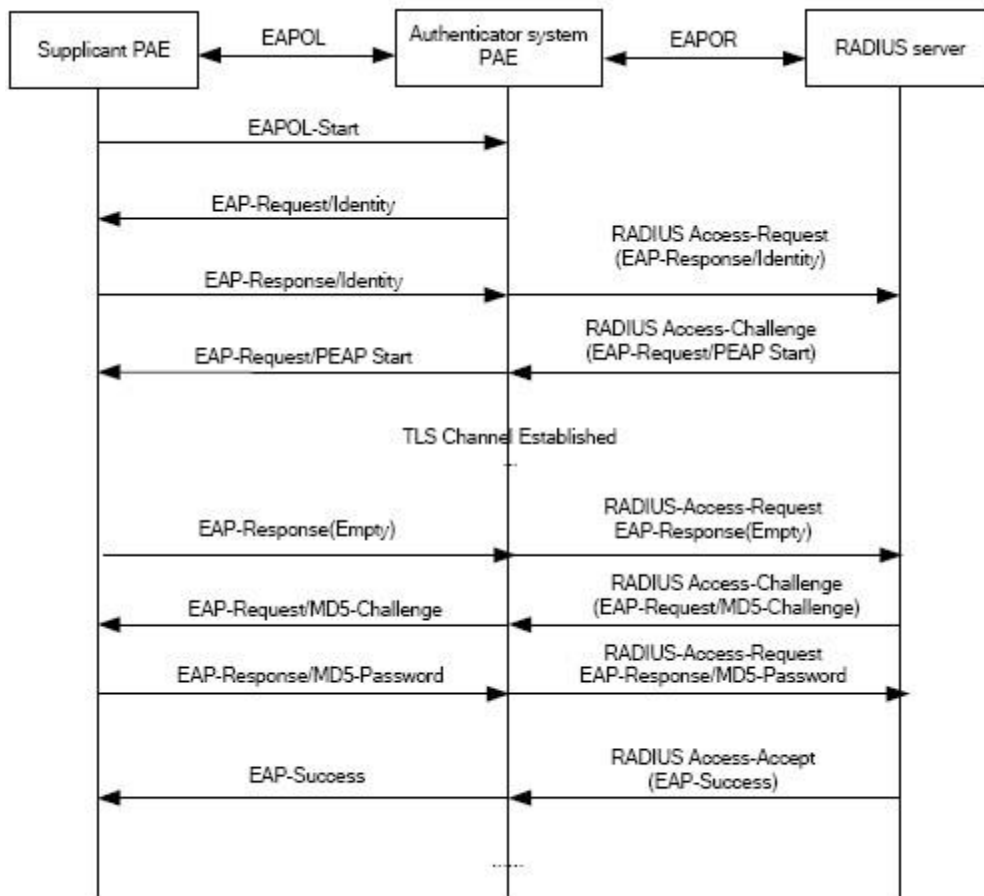 Supplicant PAE
EAPOL
Authenticator system
PAE
EAPOR
RADIUS server
EAPOL-Start
EAP-Request/Identity
RADIUS Access-Request
(EAP-Response/Identity)
EAP-Response/Identity
RADIUS Access-Challenge
(EAP-Request/PEAP Start)
EAP-Request/PEAP Start
TLS Channel Established
...
RADIUS-Access-Request
EAP-Response(Empty)
EAP-Response(Empty)
RADIUS Access-Challenge
(EAP-Request/MD5-Challenge)
EAP-Request/MD5-Challenge
RADIUS-Access-Request
EAP-Response/MD5-Password
EAP-Response/MD5-Password
RADIUS Access-Accept
(EAP-Success)
EAP-Success
......